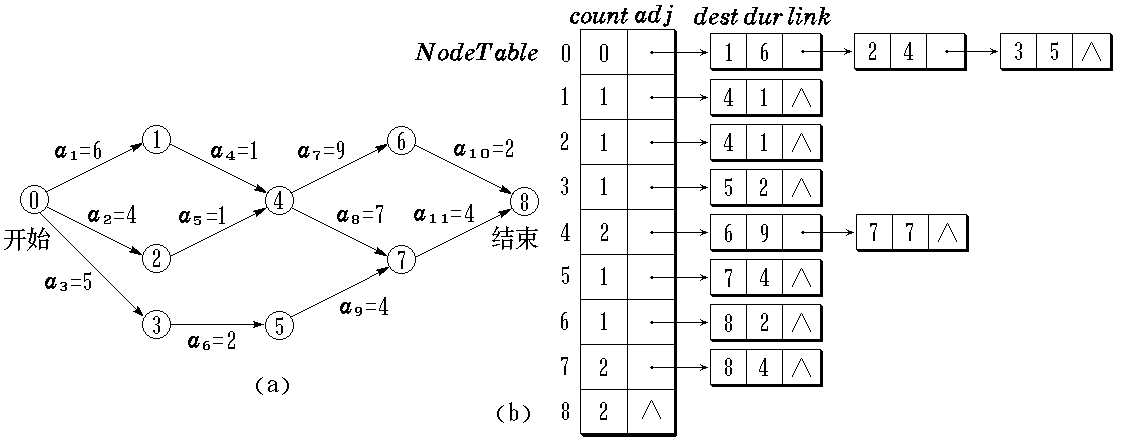 count adj dest dur link
NodeTable 0 0 1 6 2 4 3 5 ∧
1 1 4 1 ∧
2 1 4 1 ∧
3 1 5 2 ∧
4 2 6 9 7 7 ∧
5 1 7 4 ∧
6 1 8 2 ∧
7 2 8 4 ∧
8 2 ∧
a₁=6 1 a₄=1 a₇=9 6 a₁₀=2
0 a₂=4 a₅=1 4 a₈=7 a₁₁=4 8
开始 结束
2 7
a₃=5 a₉=4
3 a₆=2 5
(a)
(b)